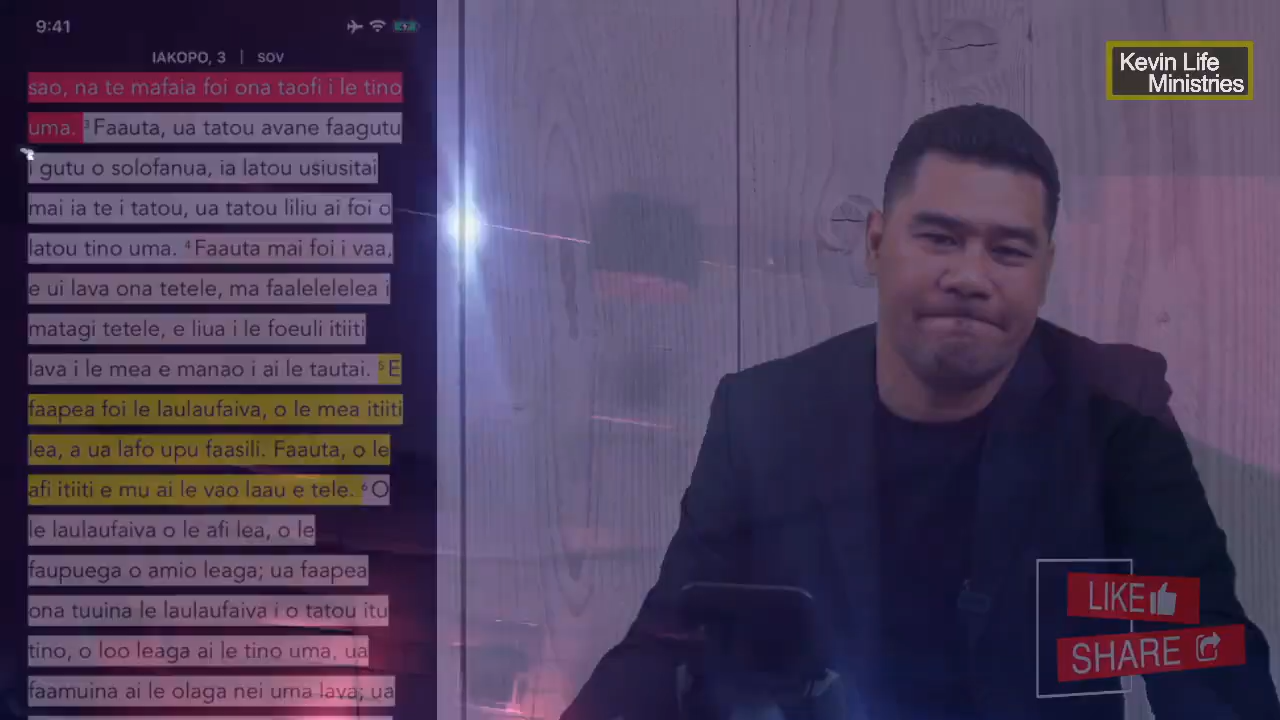 9:41
47
IAKOPO, 3 | SOV
sao, na te mafaia foi ona taofi i le tino
uma. 3 Faauta, ua tatou avane faagutu
i gutu o solofanua, ia latou usiusitai
mai ia te i tatou, ua tatou liliu ai foi o
latou tino uma. 4 Faauta mai foi i vaa,
e ui lava ona tetele, ma faalelelelea i
matagi tetele, e liua i le foeuli itiiti
lava i le mea e manao i ai le tautai. 5 E
faapea foi le laulaufaiva, o le mea itiiti
lea, a ua lafo upu faasili. Faauta, o le
afi itiiti e mu ai le vao laau e tele. 6 O
le laulaufaiva o le afi lea, o le
faupuega o amio leaga; ua faapea
ona tuuina le laulaufaiva i o tatou itu
tino, o loo leaga ai le tino uma, ua
faamuina ai le olaga nei uma lava; ua
Kevin Life
Ministries
LIKE
SHARE